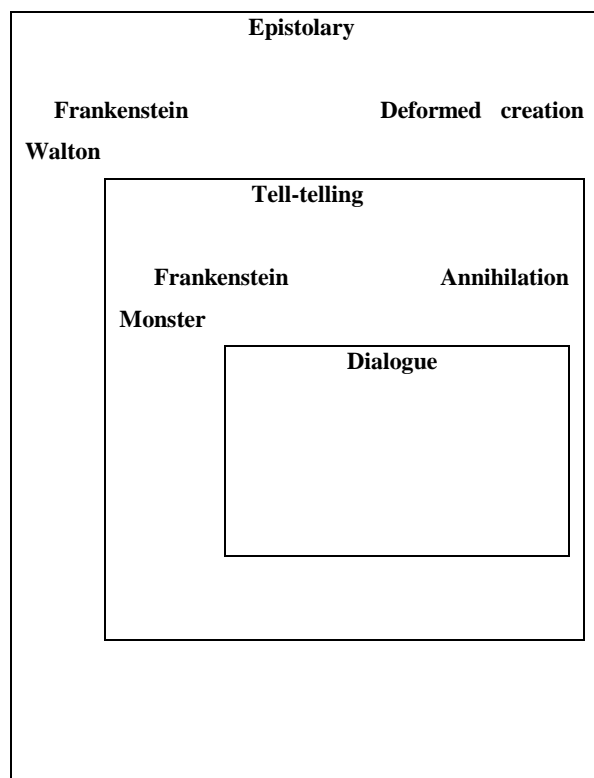 Epistolary
Frankenstein Deformed creation
Walton
Tell-telling
Frankenstein Annihilation
Monster
Dialogue